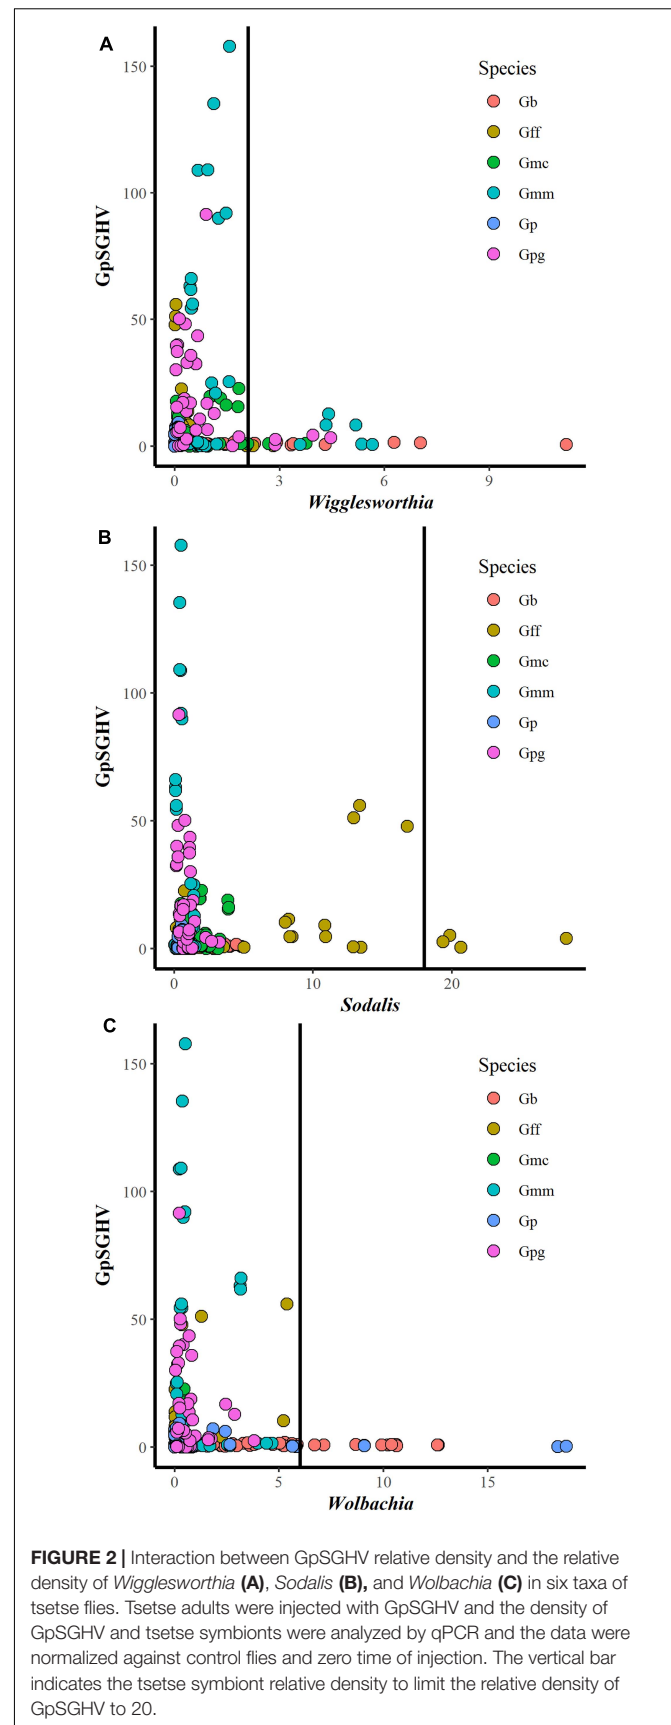 A
Species
Gb
Gff
Gmc
Gmm
Gp
Gpg
GpSGHV
150
100
50
0
0 3 6 9
Wigglesworthia
B
Species
Gb
Gff
Gmc
Gmm
Gp
Gpg
GpSGHV
150
100
50
0
0 10 20
Sodalis
C
Species
Gb
Gff
Gmc
Gmm
Gp
Gpg
GpSGHV
150
100
50
0
0 5 10 15
Wolbachia
FIGURE 2 | Interaction between GpSGHV relative density and the relative
density of Wigglesworthia (A), Sodalis (B), and Wolbachia (C) in six taxa of
tsetse flies. Tsetse adults were injected with GpSGHV and the density of
GpSGHV and tsetse symbionts were analyzed by qPCR and the data were
normalized against control flies and zero time of injection. The vertical bar
indicates the tsetse symbiont relative density to limit the relative density of
GpSGHV to 20.